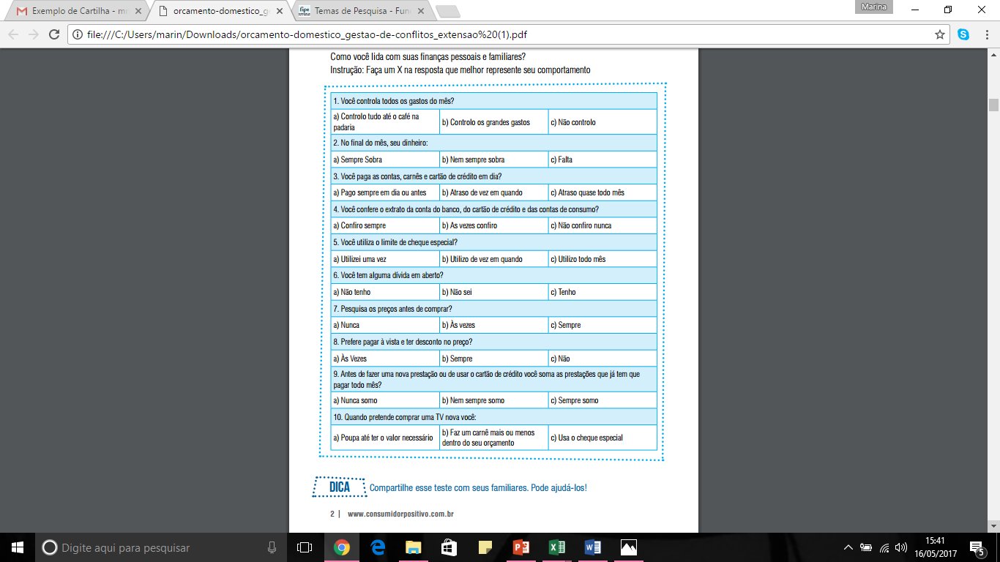 Exemplo de Cartilha - m
orcamento-domestico_g
Temas de Pesquisa - Fun
Marina
file:///C:/Users/marin/Downloads/orcamento-domestico_gestao-de-conflitos_extensao%20(1).pdf
Como você lida com suas finanças pessoais e familiares?
Instrução: Faça um X na resposta que melhor represente seu comportamento
1. Você controla todos os gastos do mês?
a) Controlo tudo até o café na
padaria
b) Controlo os grandes gastos
c) Não controlo
2. No final do mês, seu dinheiro:
a) Sempre Sobra
b) Nem sempre sobra
c) Falta
3. Você paga as contas, carnês e cartão de crédito em dia?
a) Pago sempre em dia ou antes
b) Atraso de vez em quando
c) Atraso quase todo mês
4. Você confere o extrato da conta do banco, do cartão de crédito e das contas de consumo?
a) Confiro sempre
b) As vezes confiro
c) Não confiro nunca
5. Você utiliza o limite de cheque especial?
a) Utilizei uma vez
b) Utilizo de vez em quando
c) Utilizo todo mês
6. Você tem alguma dívida em aberto?
a) Não tenho
b) Não sei
c) Tenho
7. Pesquisa os preços antes de comprar?
a) Nunca
b) Às vezes
c) Sempre
8. Prefere pagar à vista e ter desconto no preço?
a) Às Vezes
b) Sempre
c) Não
9. Antes de fazer uma nova prestação ou de usar o cartão de crédito você soma as prestações que já tem que
pagar todo mês?
a) Nunca somo
b) Nem sempre somo
c) Sempre somo
10. Quando pretende comprar uma TV nova você:
a) Poupa até ter o valor necessário
b) Faz um carnê mais ou menos
dentro do seu orçamento
c) Usa o cheque especial
DICA Compartilhe esse teste com seus familiares. Pode ajudá-los!
2 | www.consumidorpositivo.com.br
Digite aqui para pesquisar
15:41
16/05/2017
5